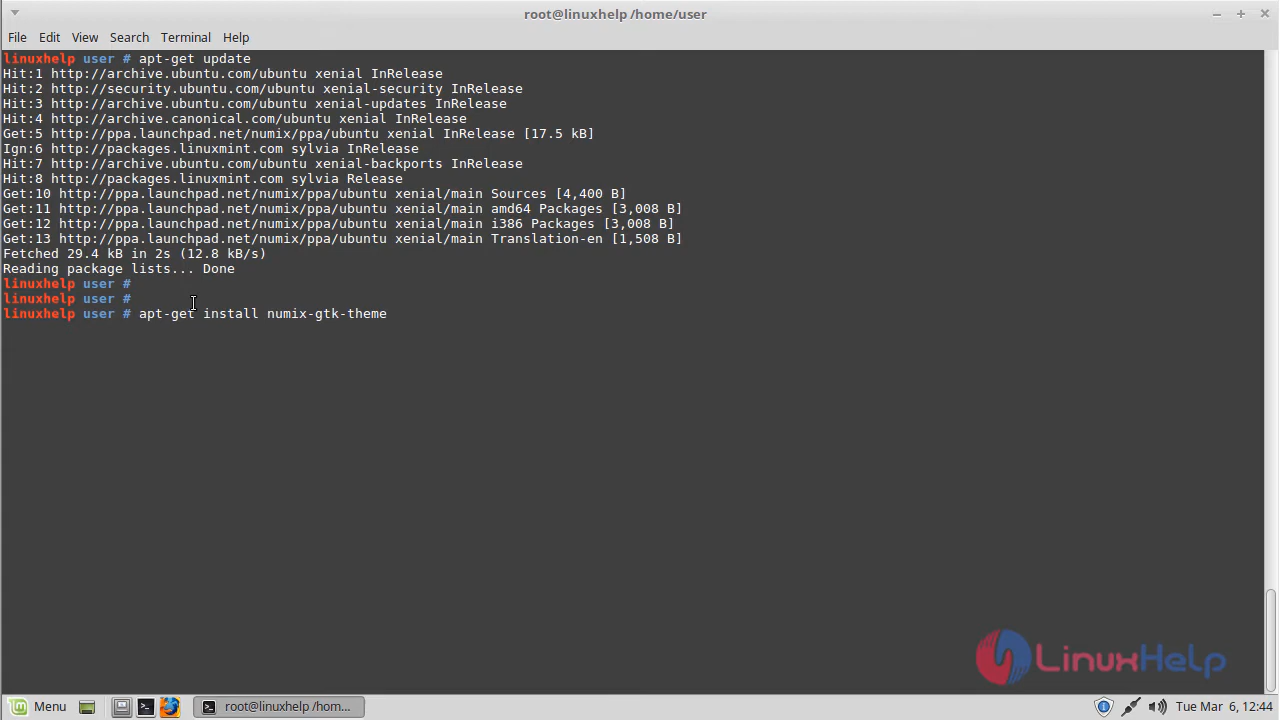 root@linuxhelp /home/user
File Edit View Search Terminal Help
linuxhelp user # apt-get update
Hit:1 http://archive.ubuntu.com/ubuntu xenial InRelease
Hit:2 http://security.ubuntu.com/ubuntu xenial-security InRelease
Hit:3 http://archive.ubuntu.com/ubuntu xenial-updates InRelease
Hit:4 http://archive.canonical.com/ubuntu xenial InRelease
Get:5 http://ppa.launchpad.net/numix/ppa/ubuntu xenial InRelease [17.5 kB]
Ign:6 http://packages.linuxmint.com sylvia InRelease
Hit:7 http://archive.ubuntu.com/ubuntu xenial-backports InRelease
Hit:8 http://packages.linuxmint.com sylvia Release
Get:10 http://ppa.launchpad.net/numix/ppa/ubuntu xenial/main Sources [4,400 B]
Get:11 http://ppa.launchpad.net/numix/ppa/ubuntu xenial/main amd64 Packages [3,008 B]
Get:12 http://ppa.launchpad.net/numix/ppa/ubuntu xenial/main i386 Packages [3,008 B]
Get:13 http://ppa.launchpad.net/numix/ppa/ubuntu xenial/main Translation-en [1,508 B]
Fetched 29.4 kB in 2s (12.8 kB/s)
Reading package lists... Done
linuxhelp user #
linuxhelp user #
linuxhelp user # apt-get install numix-gtk-theme
LinuxHelp
Menu root@linuxhelp /hom... Tue Mar 6, 12:44